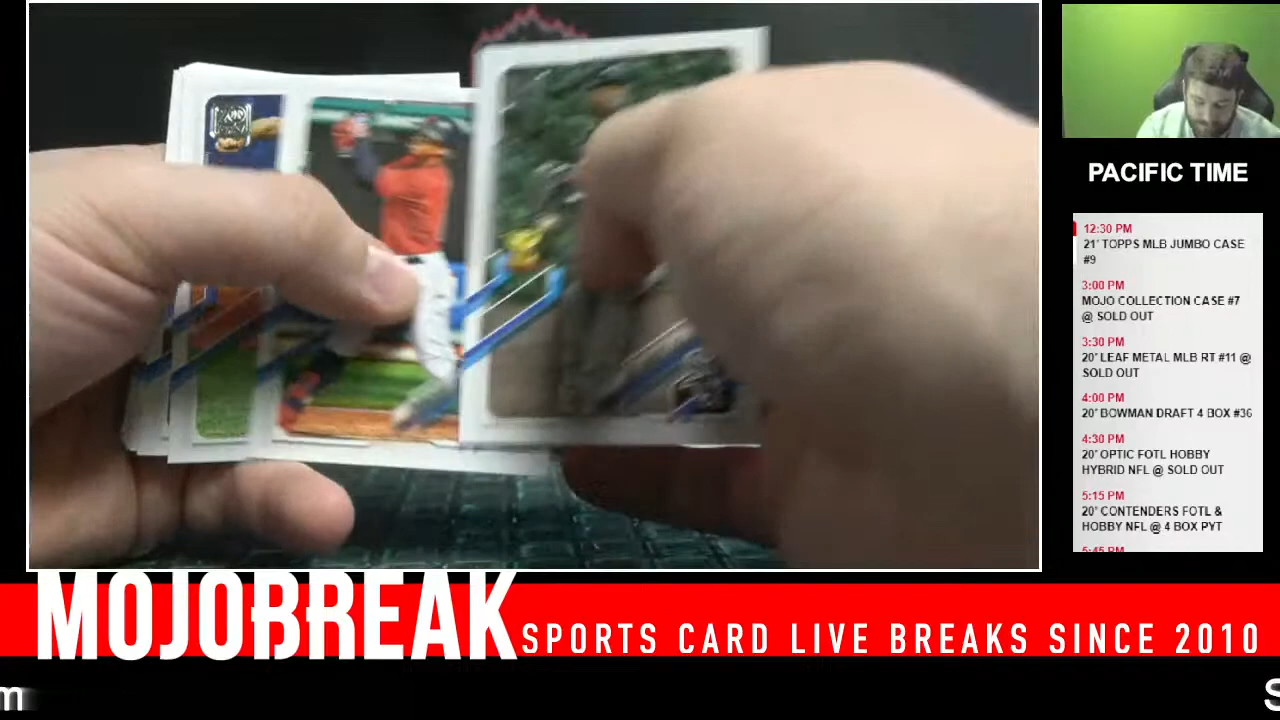 PACIFIC TIME
12:30 PM
21' TOPPS MLB JUMBO CASE
#9
3:00 PM
MOJO COLLECTION CASE #7
@ SOLD OUT
3:30 PM
20' LEAF METAL MLB RT #11 @
SOLD OUT
4:00 PM
20' BOWMAN DRAFT 4 BOX #36
4:30 PM
20' OPTIC FOTL HOBBY
HYBRID NFL @ SOLD OUT
5:15 PM
20' CONTENDERS FOTL &
HOBBY NFL @ 4 BOX PYT
5:45 PM
MOJOBREAK
SPORTS CARD LIVE BREAKS SINCE 2010
m
S